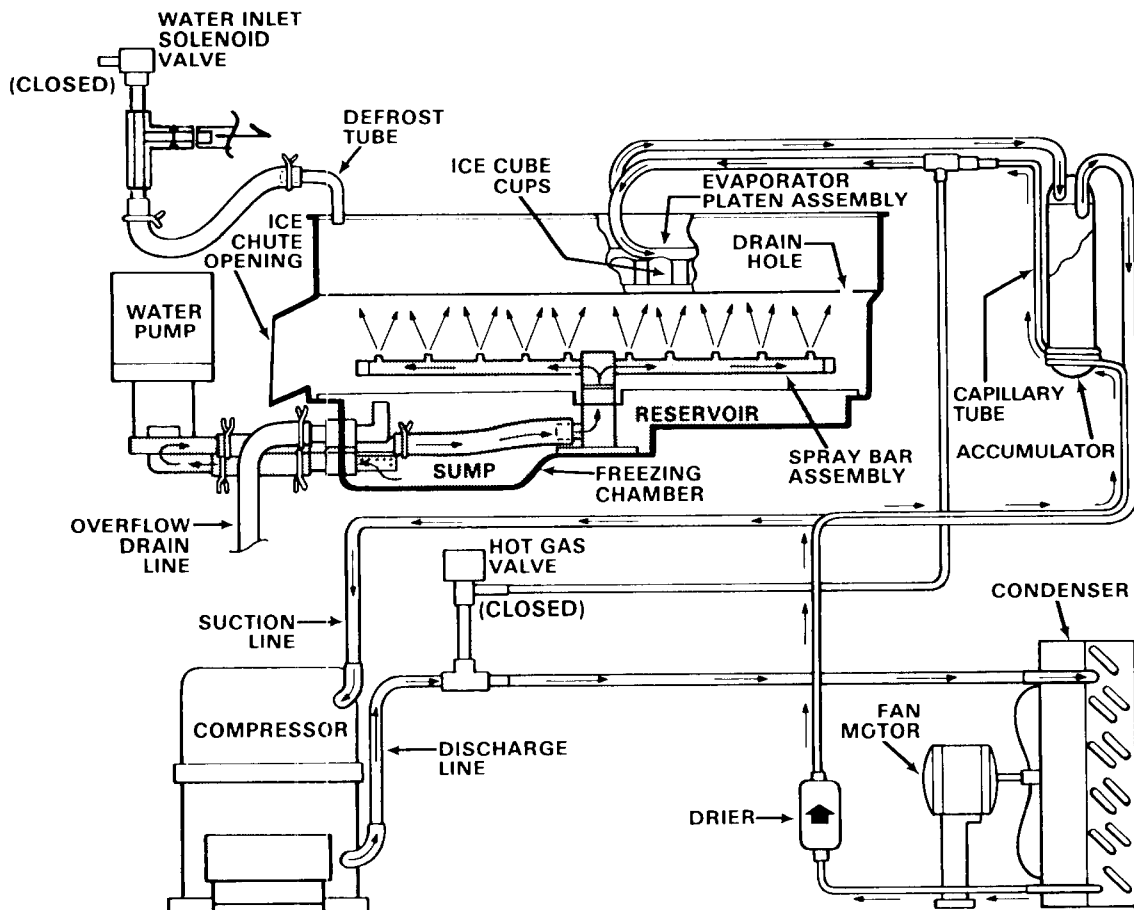 WATER INLET
SOLENOID
VALVE
(CLOSED)
DEFROST
TUBE
ICE CUBE
CUPS
EVAPORATOR
PLATEN ASSEMBLY
ICE
CHUTE
OPENING
DRAIN
HOLE
WATER
PUMP
CAPILLARY
TUBE
ACCUMULATOR
RESERVOIR
SUMP
FREEZING
CHAMBER
SPRAY BAR
ASSEMBLY
OVERFLOW
DRAIN
LINE
HOT GAS
VALVE
(CLOSED)
CONDENSER
SUCTION
LINE
COMPRESSOR
DISCHARGE
LINE
FAN
MOTOR
DRIER